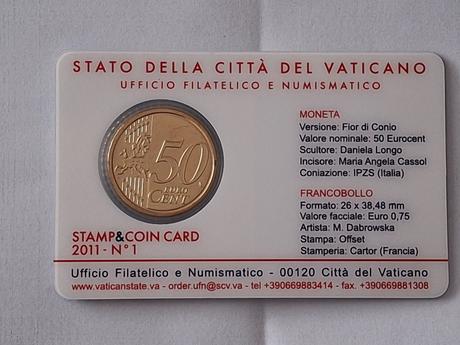 STATO DELLA CITTÀ DEL VATICANO
UFFICIO FILATELICO E NUMISMATICO
MONETA
Versione: Fior di Conio
Valore nominale: 50 Eurocent
Scultore: Daniela Longo
Incisore: Maria Angela Cassol
Coniazione: IPZS (Italia)
50
EURO
CENT
FRANCOBOLLO
Formato: 26 x 38,48 mm
Valore facciale: Euro 0,75
Artista: M. Dabrowska
Stampa: Offset
Stamperia: Cartor (Francia)
STAMP&COIN CARD
2011 - N°1
Ufficio Filatelico e Numismatico - 00120 Città del Vaticano
www.vaticanstate.va - order.ufn@scv.va - tel +390669883414 - fax. +390669881308